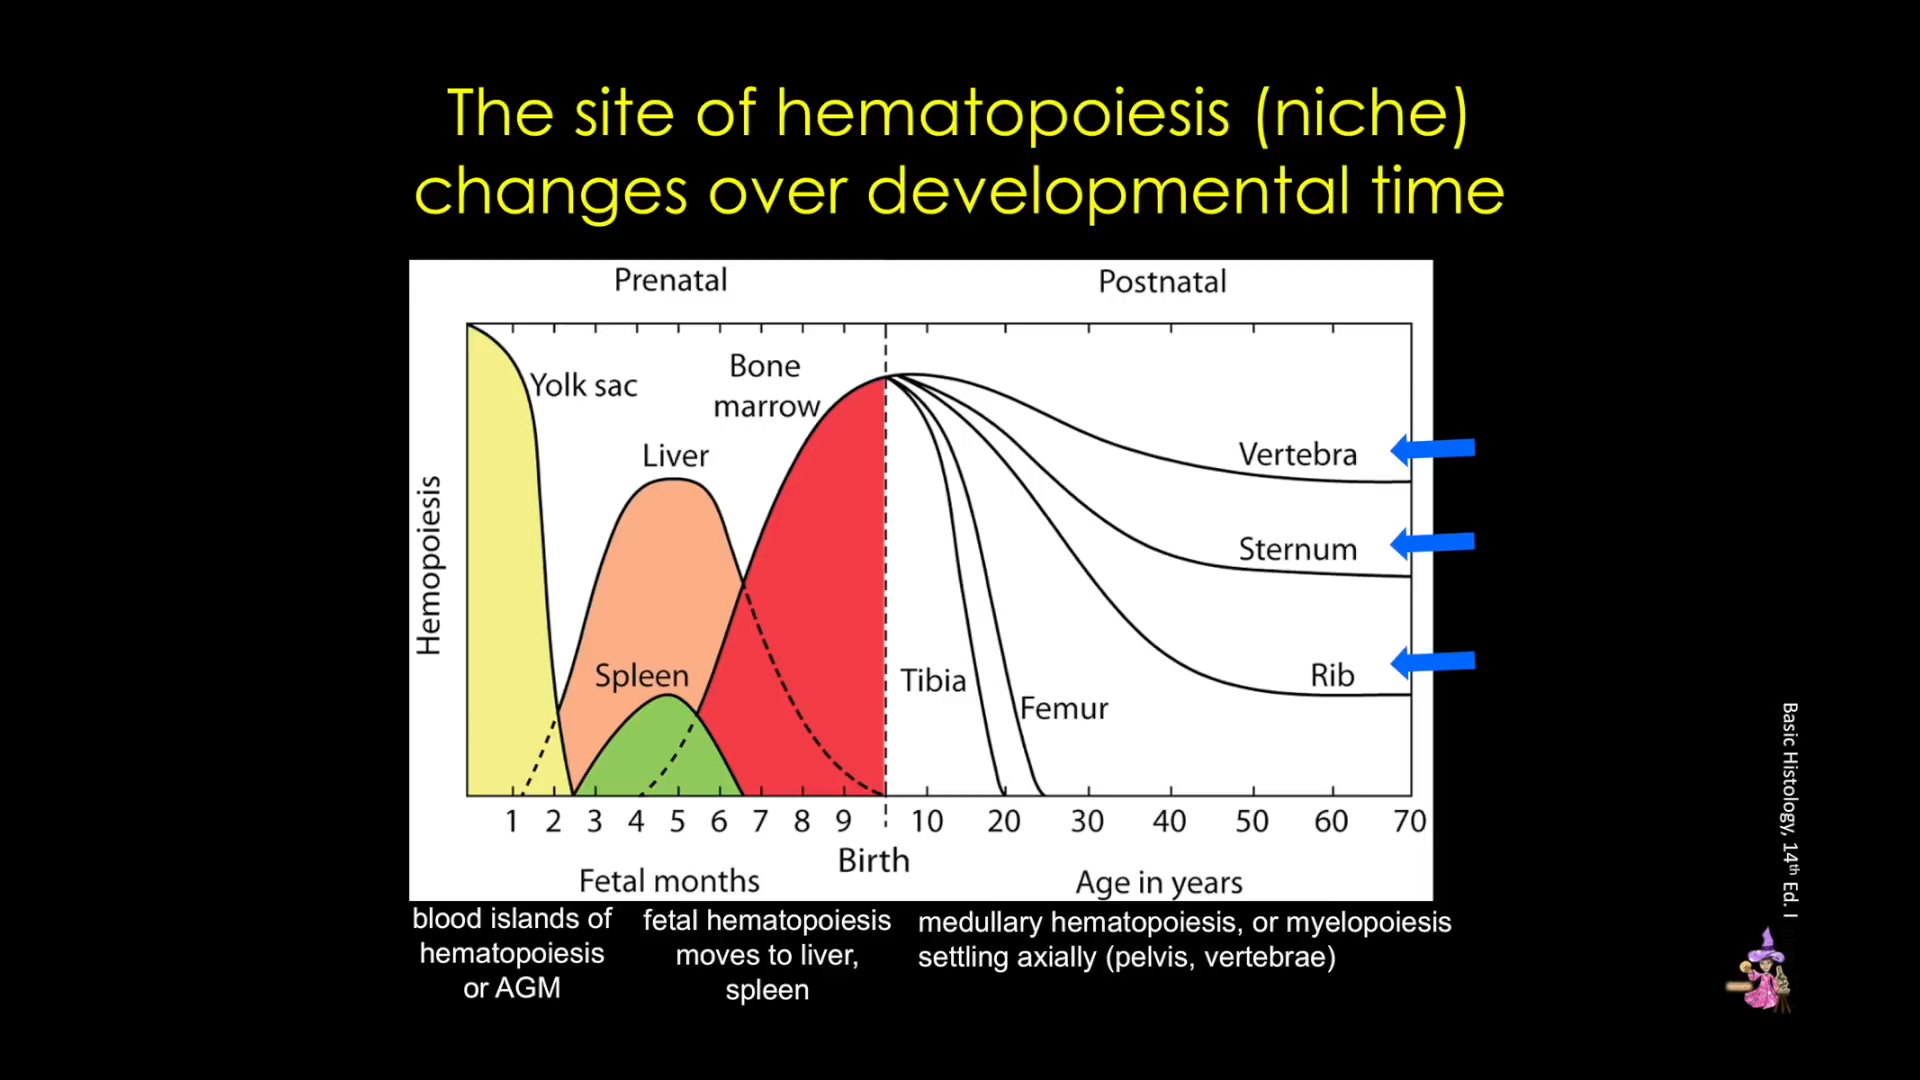 The site of hematopoiesis (niche)
changes over developmental time
Prenatal
Postnatal
Hemopoiesis
Yolk sac
Bone
marrow
Liver
Spleen
Vertebra
Sternum
Rib
Tibia
Femur
1 2 3 4 5 6 7 8 9 10 20 30 40 50 60 70
Birth
Fetal months
Age in years
blood islands of
hematopoiesis
or AGM
fetal hematopoiesis
moves to liver,
spleen
medullary hematopoiesis, or myelopoiesis
settling axially (pelvis, vertebrae)
Basic Histology, 14th Ed. I